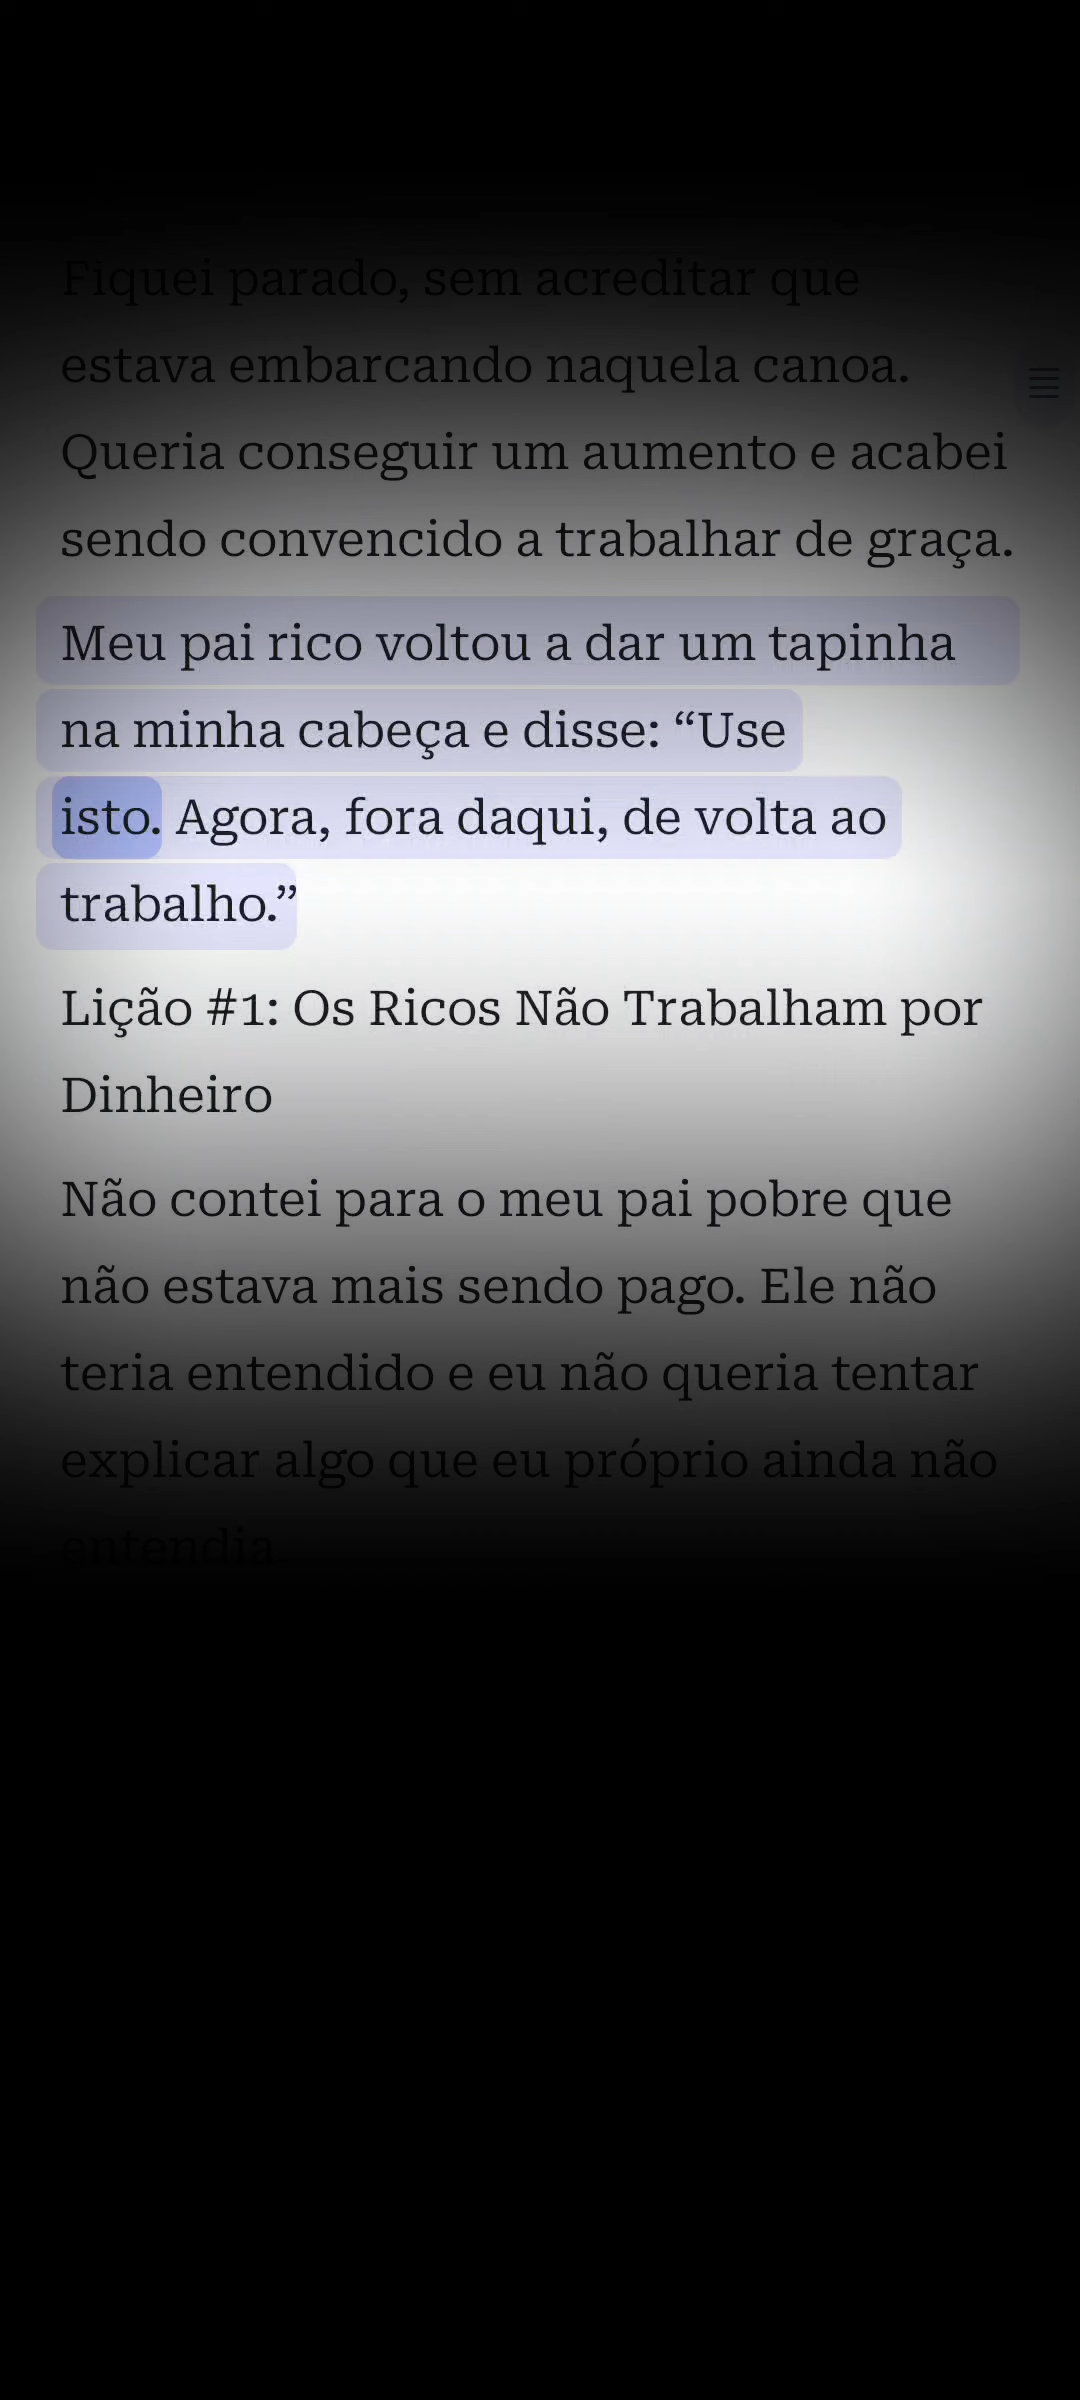 Fiquei parado, sem acreditar que
estava embarcando naquela canoa.
Queria conseguir um aumento e acabei
sendo convencido a trabalhar de graça.
Meu pai rico voltou a dar um tapinha
na minha cabeça e disse: “Use
isto. Agora, fora daqui, de volta ao
trabalho.”
Lição #1: Os Ricos Não Trabalham por
Dinheiro
Não contei para o meu pai pobre que
não estava mais sendo pago. Ele não
teria entendido e eu não queria tentar
explicar algo que eu próprio ainda não
entendia.